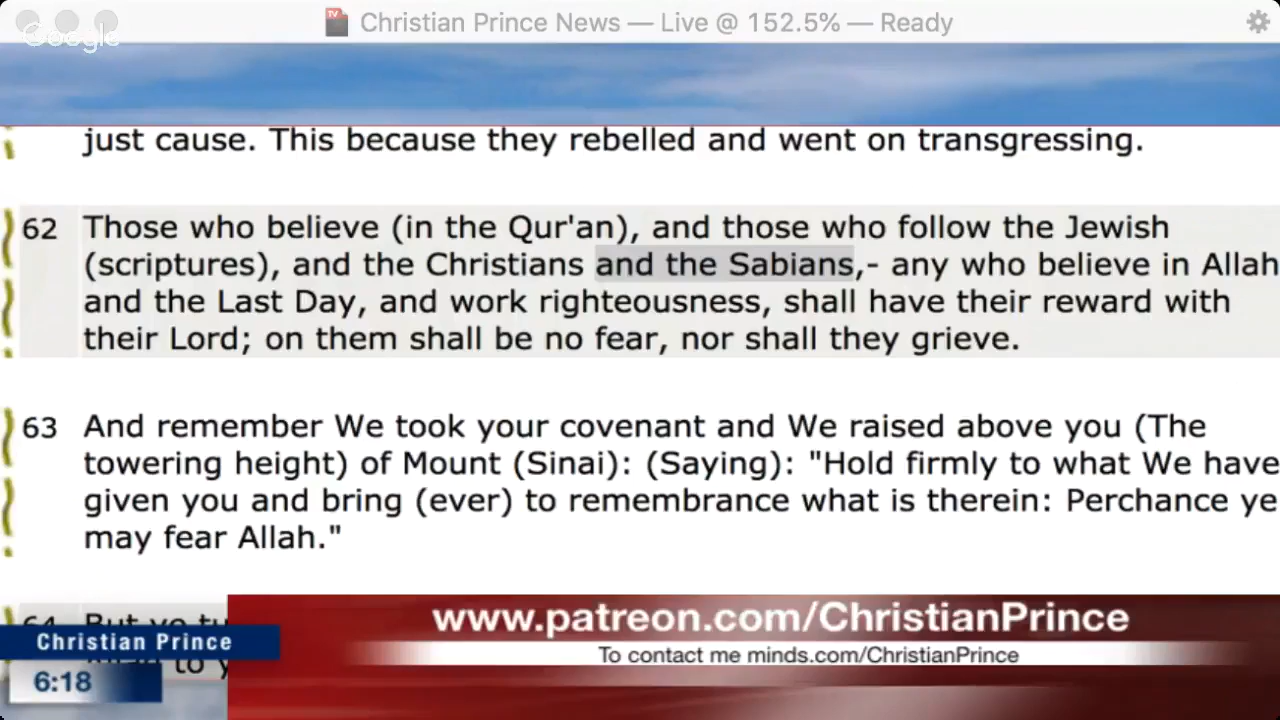 Christian Prince News — Live @ 152.5% — Ready
Google
just cause. This because they rebelled and went on transgressing.
62 Those who believe (in the Qur'an), and those who follow the Jewish
(scriptures), and the Christians and the Sabians,- any who believe in Allah
and the Last Day, and work righteousness, shall have their reward with
their Lord; on them shall be no fear, nor shall they grieve.
63 And remember We took your covenant and We raised above you (The
towering height) of Mount (Sinai): (Saying): "Hold firmly to what We have
given you and bring (ever) to remembrance what is therein: Perchance ye
may fear Allah."
64 But ye
to
www.patreon.com/ChristianPrince
Christian Prince
To contact me minds.com/ChristianPrince
6:18